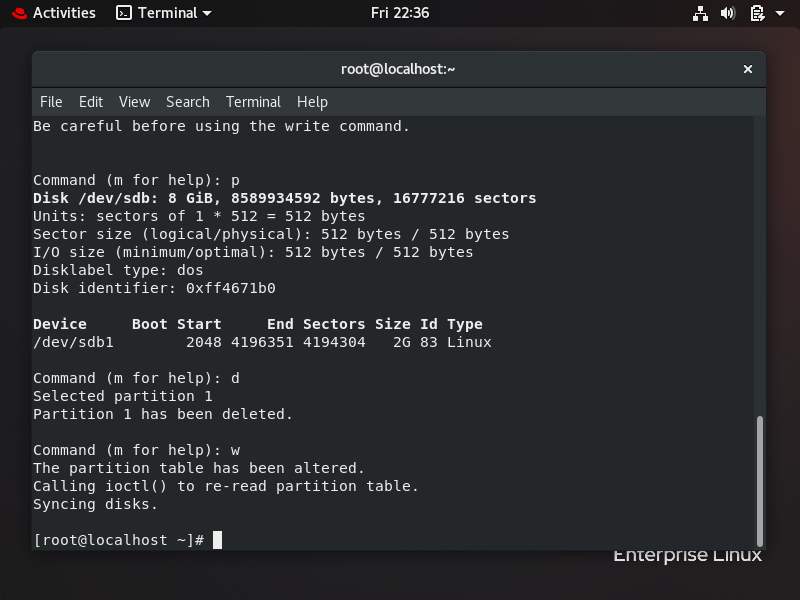 Activities Terminal Fri 22:36
root@localhost:~ ×
File Edit View Search Terminal Help
Be careful before using the write command.
Command (m for help): p
Disk /dev/sdb: 8 GiB, 8589934592 bytes, 16777216 sectors
Units: sectors of 1 * 512 = 512 bytes
Sector size (logical/physical): 512 bytes / 512 bytes
I/O size (minimum/optimal): 512 bytes / 512 bytes
Disklabel type: dos
Disk identifier: 0xff4671b0
Device     Boot Start     End Sectors Size Id Type
/dev/sdb1        2048 4196351 4194304   2G 83 Linux
Command (m for help): d
Selected partition 1
Partition 1 has been deleted.
Command (m for help): w
The partition table has been altered.
Calling ioctl() to re-read partition table.
Syncing disks.
[root@localhost ~]#
Enterprise Linux